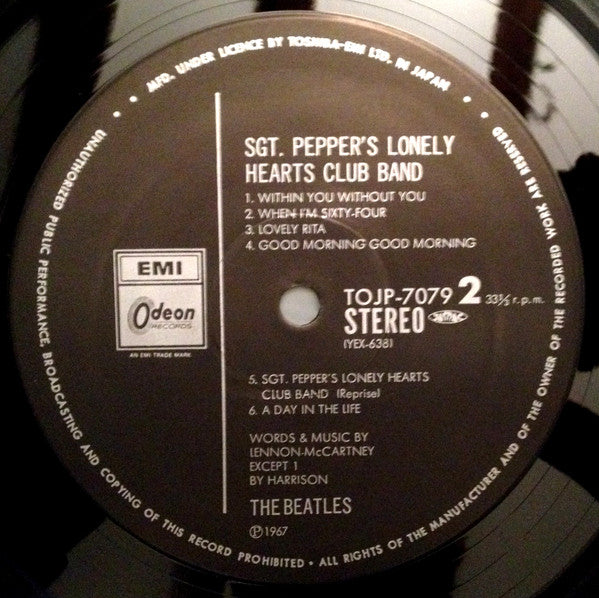 • MFD. UNDER LICENCE BY TOSHIBA-EMI LTD. IN JAPAN •
SGT. PEPPER'S LONELY
HEARTS CLUB BAND
1. WITHIN YOU WITHOUT YOU
2. WHEN I'M SIXTY-FOUR
3. LOVELY RITA
4. GOOD MORNING GOOD MORNING
EMI
Odeon
RECORDS
AN EMI TRADE MARK
TOJP-7079 2 33⅓ r.p.m.
STEREO
(YEX-638)
5. SGT. PEPPER'S LONELY HEARTS
CLUB BAND (Reprise)
6. A DAY IN THE LIFE
WORDS & MUSIC BY
LENNON-McCARTNEY
EXCEPT 1
BY HARRISON
THE BEATLES
℗ 1967
• UNAUTHORIZED PUBLIC PERFORMANCE, BROADCASTING AND COPYING OF THIS RECORD PROHIBITED • ALL RIGHTS OF THE MANUFACTURER AND OF THE OWNER OF THE RECORDED WORK ARE RESERVED •